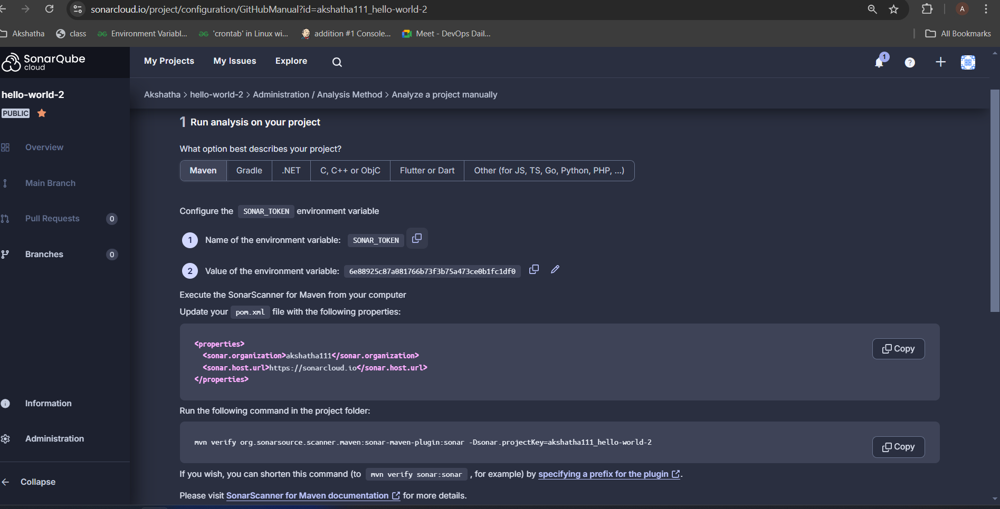 sonarcloud.io/project/configuration/GitHubManual?id=akshatha111_hello-world-2
A
Akshatha
class
Environment Variabl...
'crontab' in Linux wi...
addition #1 Console...
Meet - DevOps Dail...
All Bookmarks
SonarQube
cloud
My Projects
My Issues
Explore
1
?
hello-world-2
PUBLIC
Overview
Main Branch
Pull Requests
0
Branches
0
Information
Administration
Collapse
Akshatha > hello-world-2 > Administration / Analysis Method > Analyze a project manually
1 Run analysis on your project
What option best describes your project?
Maven
Gradle
.NET
C, C++ or ObjC
Flutter or Dart
Other (for JS, TS, Go, Python, PHP, ...)
Configure the SONAR_TOKEN environment variable
1 Name of the environment variable: SONAR_TOKEN
2 Value of the environment variable: 6e88925c87a081766b73f3b75a473ce0b1fc1df0
Execute the SonarScanner for Maven from your computer
Update your pom.xml file with the following properties:
<properties>
<sonar.organization>akshatha111</sonar.organization>
<sonar.host.url>https://sonarcloud.io</sonar.host.url>
</properties>
Copy
Run the following command in the project folder:
mvn verify org.sonarsource.scanner.maven:sonar-maven-plugin:sonar -Dsonar.projectKey=akshatha111_hello-world-2
Copy
If you wish, you can shorten this command (to mvn verify sonar:sonar , for example) by specifying a prefix for the plugin.
Please visit SonarScanner for Maven documentation for more details.